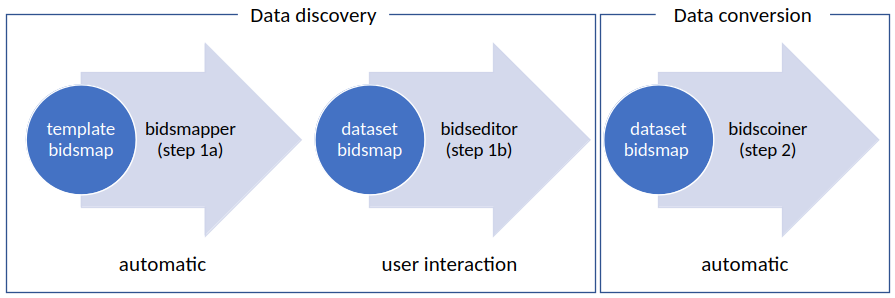 Data discovery
Data conversion
template
bidsmap
bidsmapper
(step 1a)
dataset
bidsmap
bidseditor
(step 1b)
dataset
bidsmap
bidscoiner
(step 2)
automatic
user interaction
automatic